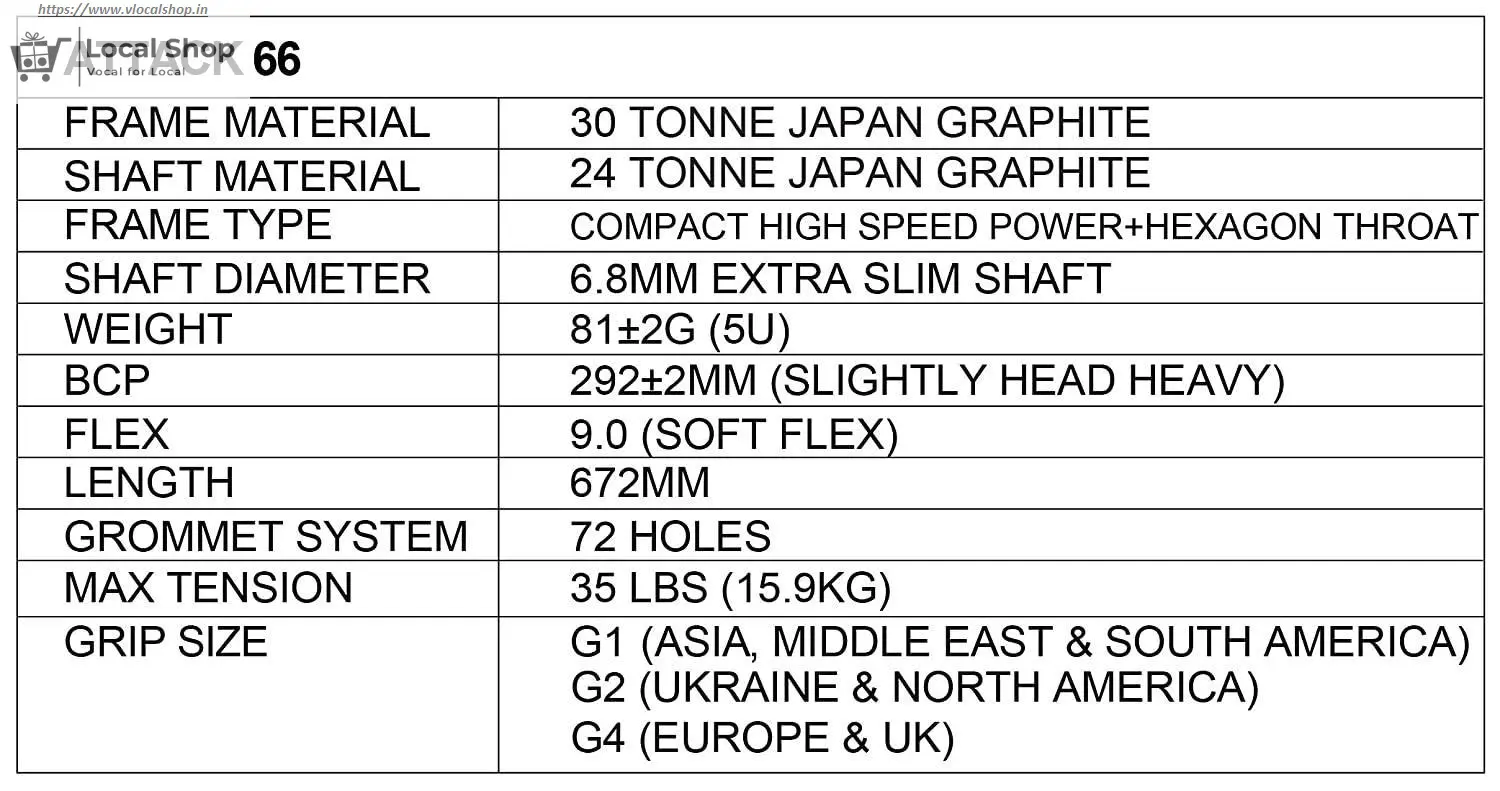 https://www.vlocalshop.in
Local Shop
Vocal for Local
ATTACK 66
FRAME MATERIAL 30 TONNE JAPAN GRAPHITE
SHAFT MATERIAL 24 TONNE JAPAN GRAPHITE
FRAME TYPE COMPACT HIGH SPEED POWER+HEXAGON THROAT
SHAFT DIAMETER 6.8MM EXTRA SLIM SHAFT
WEIGHT 81±2G (5U)
BCP 292±2MM (SLIGHTLY HEAD HEAVY)
FLEX 9.0 (SOFT FLEX)
LENGTH 672MM
GROMMET SYSTEM 72 HOLES
MAX TENSION 35 LBS (15.9KG)
GRIP SIZE G1 (ASIA, MIDDLE EAST & SOUTH AMERICA)
G2 (UKRAINE & NORTH AMERICA)
G4 (EUROPE & UK)